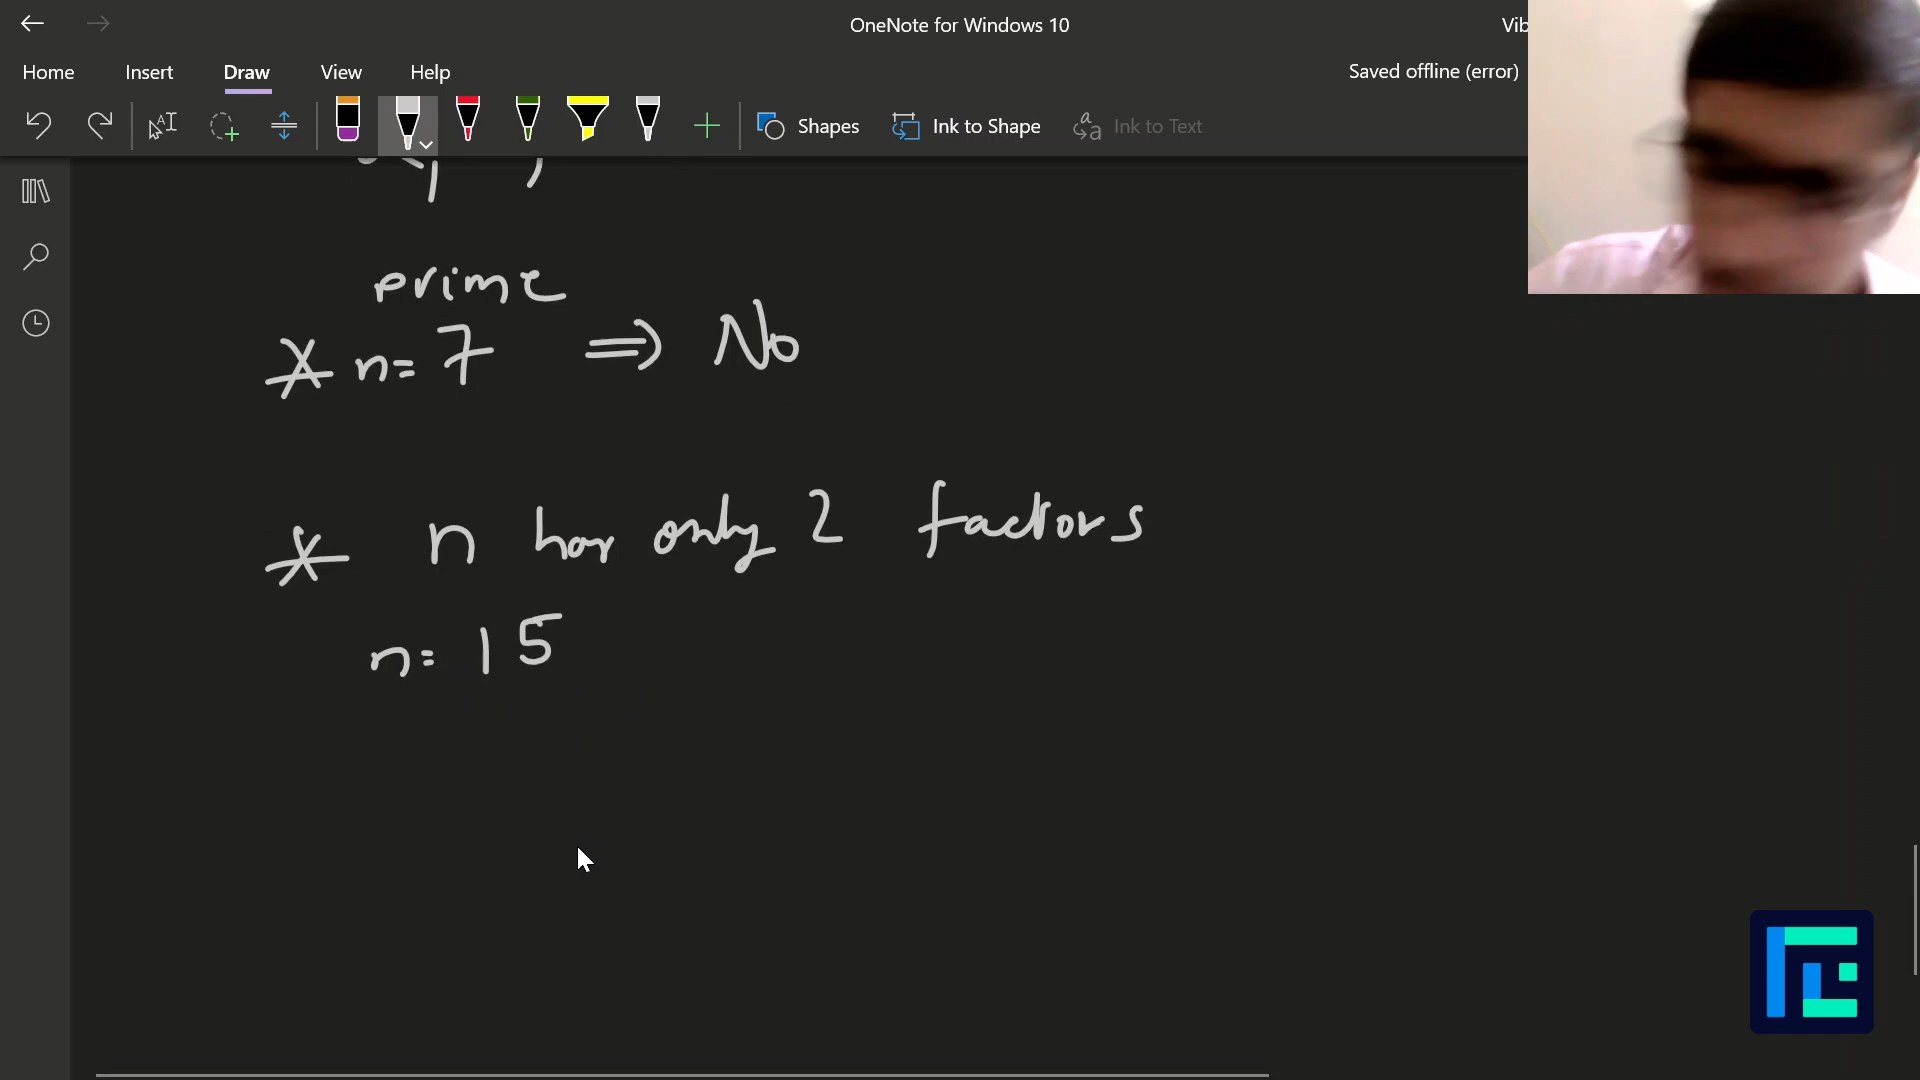 OneNote for Windows 10
Vib
Home Insert Draw View Help
Saved offline (error)
Shapes Ink to Shape Ink to Text
prime
* n= 7 ⇒ No
* n has only 2 factors
n= 15